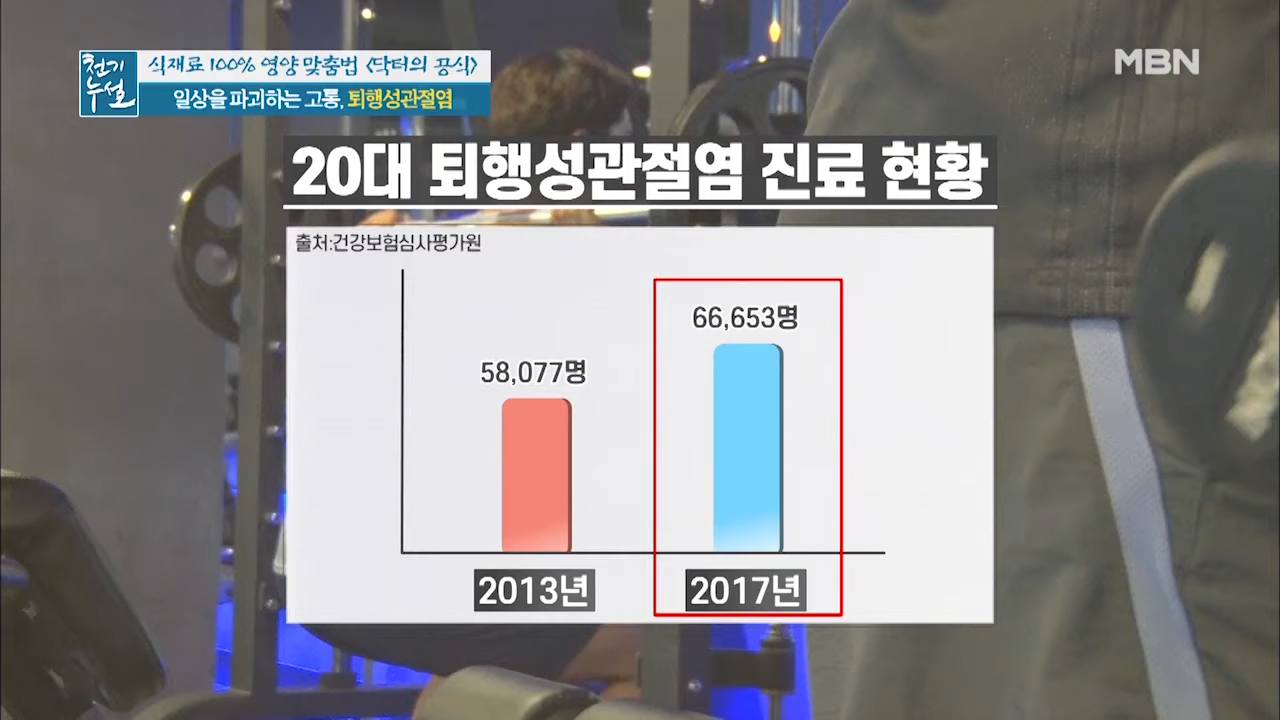 천기누설
식재료 100% 영양 맞춤법 <닥터의 공식>
일상을 파괴하는 고통, 퇴행성관절염
MBN
20대 퇴행성관절염 진료 현황
출처:건강보험심사평가원
58,077명
66,653명
2013년
2017년